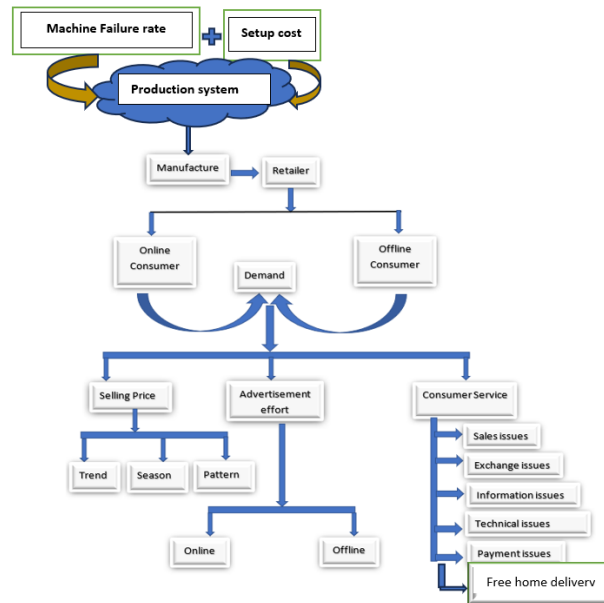 Machine Failure rate
Setup cost
Production system
Manufacture
Retailer
Online
Consumer
Offline
Consumer
Demand
Selling Price
Advertisement
effort
Consumer Service
Trend
Season
Pattern
Sales issues
Exchange issues
Information issues
Technical issues
Payment issues
Online
Offline
Free home delivery